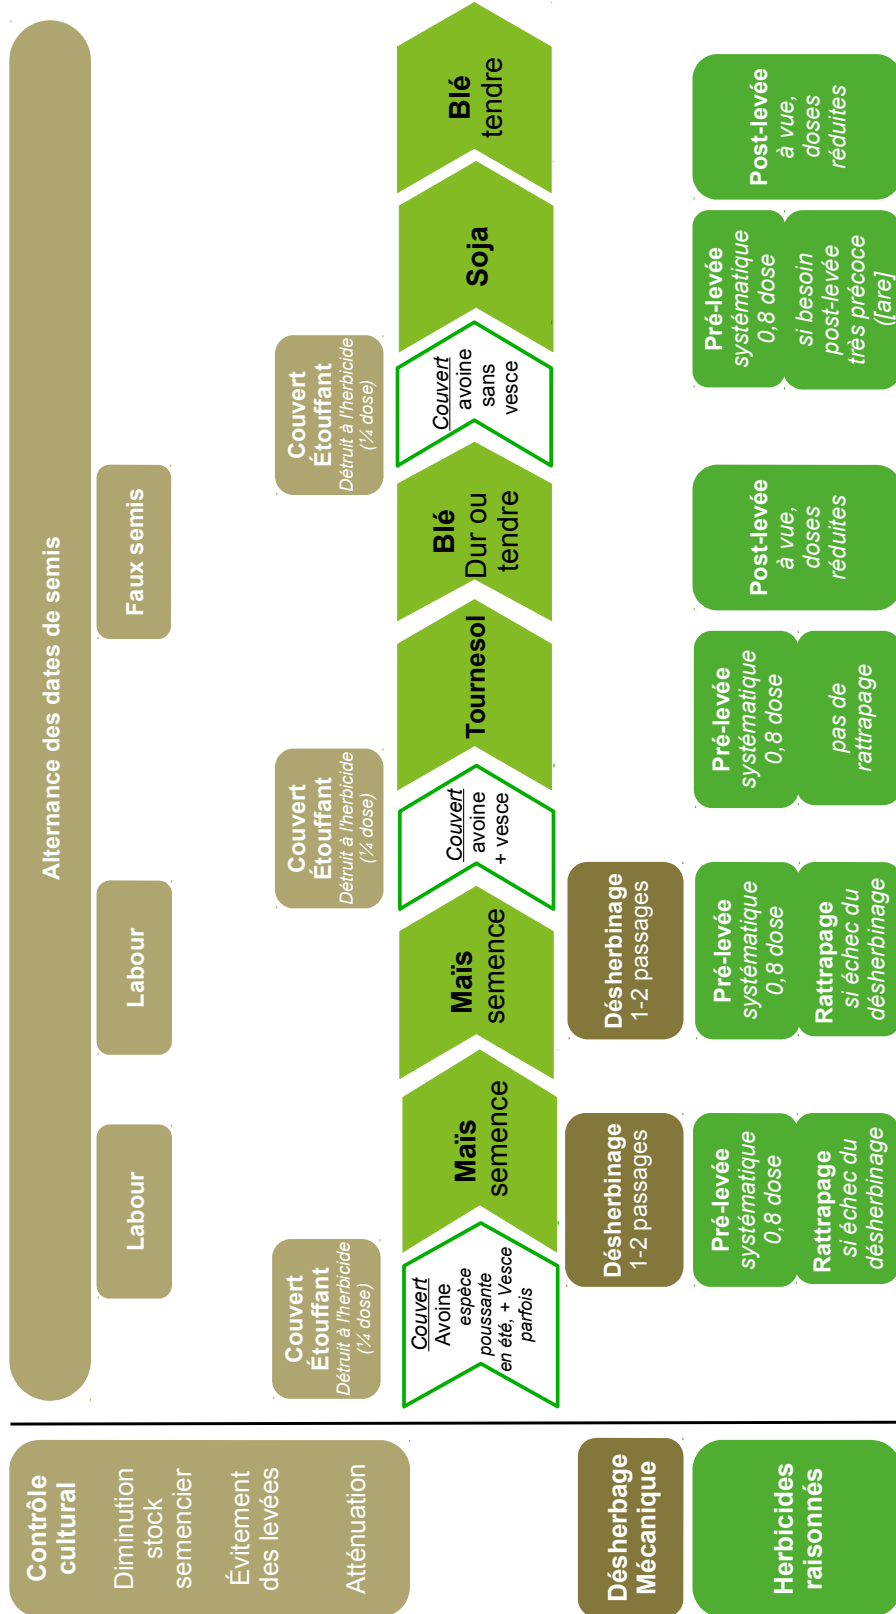 Contrôle
cultural
Diminution
stock
semencier
Évitement
des levées
Atténuation
Désherbage
Mécanique
Herbicides
raisonnés
Alternance des dates de semis
Labour
Labour
Faux semis
Couvert
Étouffant
Détruit à l'herbicide
(¼ dose)
Couvert
Étouffant
Détruit à l'herbicide
(¼ dose)
Couvert
Étouffant
Détruit à l'herbicide
(¼ dose)
Couvert
Avoine
espèce
poussante
en été, + Vesce
parfois
Maïs
semence
Maïs
semence
Couvert
avoine
+ vesce
Tournesol
Blé
Dur ou
tendre
Couvert
avoine
sans
vesce
Soja
Blé
tendre
Désherbinage
1-2 passages
Désherbinage
1-2 passages
Pré-levée
systématique
0,8 dose
Rattrapage
si échec du
désherbinage
Pré-levée
systématique
0,8 dose
Rattrapage
si échec du
désherbinage
Pré-levée
systématique
0,8 dose
pas de
rattrapage
Post-levée
à vue,
doses
réduites
Pré-levée
systématique
0,8 dose
si besoin
post-levée
très précoce
([are]
Post-levée
à vue,
doses
réduites